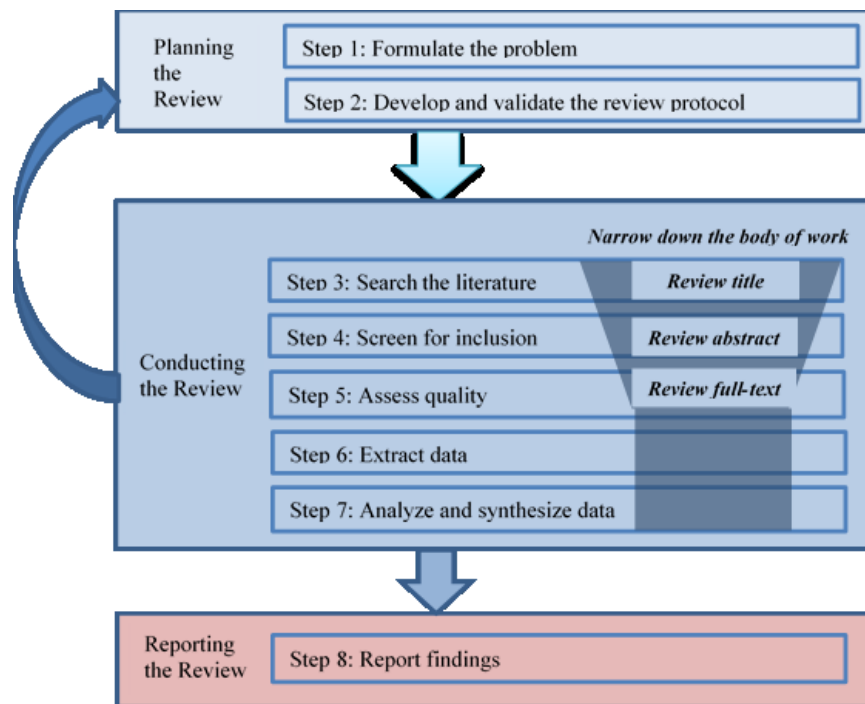 Planning
the
Review
Step 1: Formulate the problem
Step 2: Develop and validate the review protocol
Narrow down the body of work
Conducting
the Review
Step 3: Search the literature
Review title
Step 4: Screen for inclusion
Review abstract
Step 5: Assess quality
Review full-text
Step 6: Extract data
Step 7: Analyze and synthesize data
Reporting
the Review
Step 8: Report findings